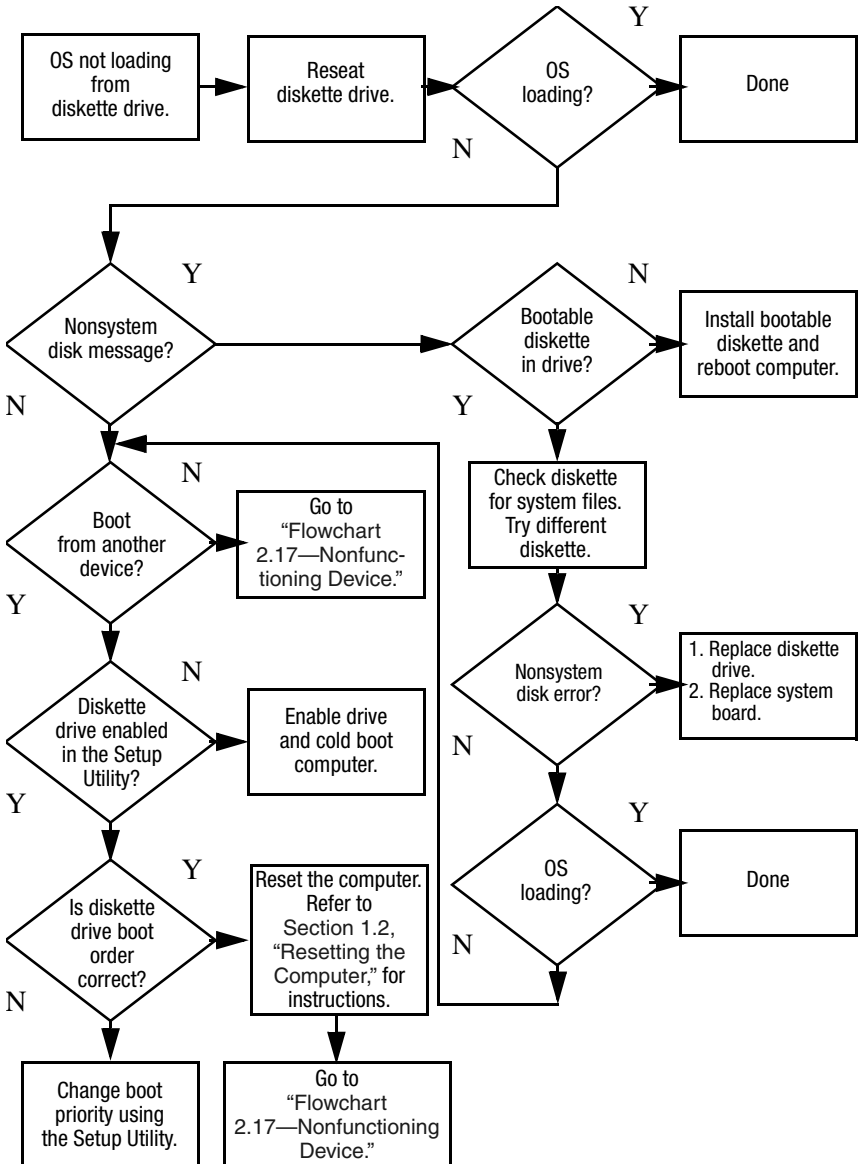 OS not loading
from
diskette drive.
Reseat
diskette drive.
OS
loading?
Y
Done
N
Nonsystem
disk message?
Y
N
Bootable
diskette
in drive?
N
Install bootable
diskette and
reboot computer.
Y
Check diskette
for system files.
Try different
diskette.
Boot
from another
device?
N
Go to
“Flowchart
2.17—Nonfunc-
tioning Device.”
Y
Nonsystem
disk error?
Y
1. Replace diskette
drive.
2. Replace system
board.
N
Diskette
drive enabled
in the Setup
Utility?
N
Enable drive
and cold boot
computer.
Y
OS
loading?
Y
Done
N
Is diskette
drive boot
order
correct?
Y
Reset the computer.
Refer to
Section 1.2,
“Resetting the
Computer,” for
instructions.
N
Change boot
priority using
the Setup Utility.
Go to
“Flowchart
2.17—Nonfunctioning
Device.”